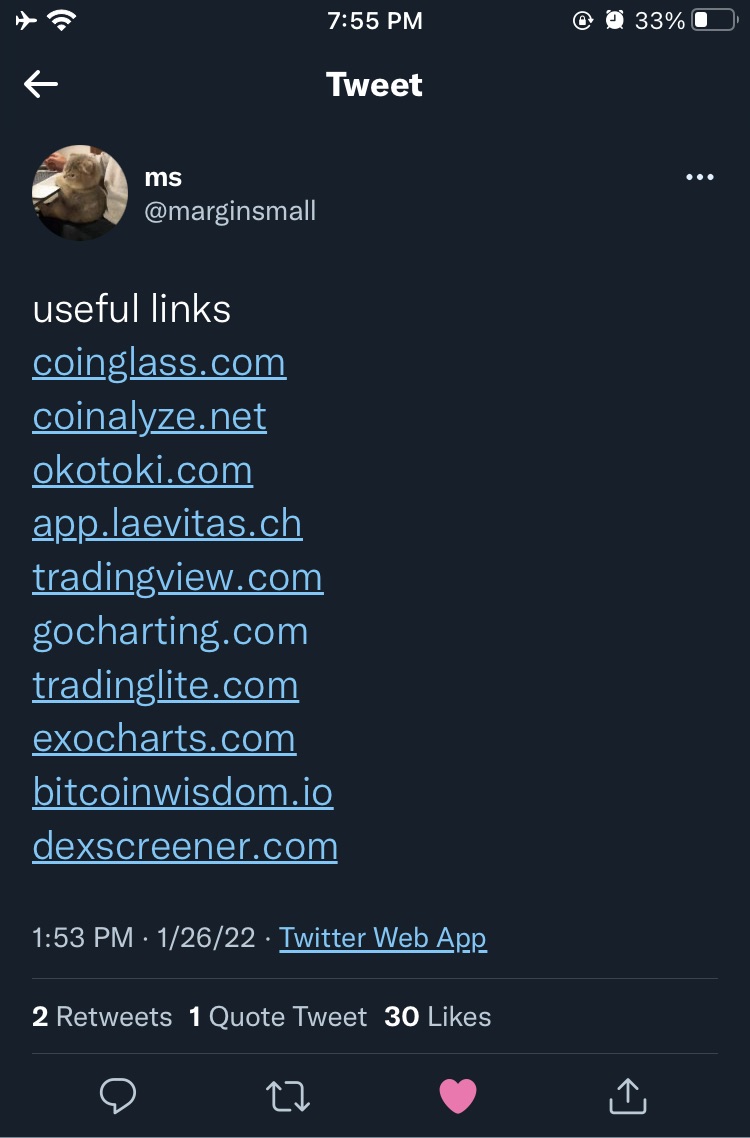 7:55 PM 33%
Tweet
ms
@marginsmall
useful links
coinglass.com
coinalyze.net
okotoki.com
app.laevitas.ch
tradingview.com
gocharting.com
tradinglite.com
exocharts.com
bitcoinwisdom.io
dexscreener.com
1:53 PM · 1/26/22 · Twitter Web App
2 Retweets 1 Quote Tweet 30 Likes